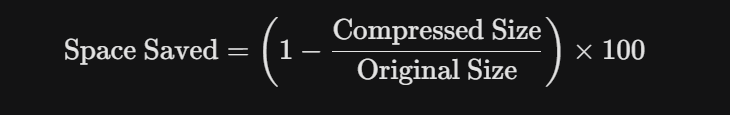 Space Saved = (1 − Compressed Size / Original Size) × 100